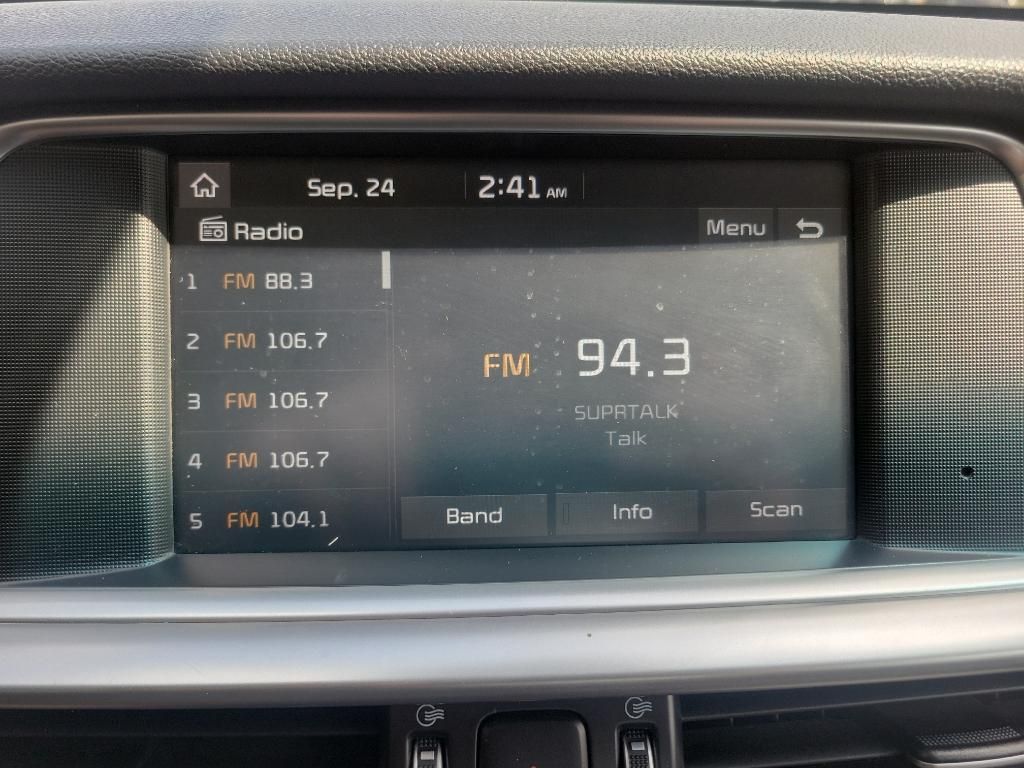 Sep. 24 2:41 AM
Radio Menu
1 FM 88.3
2 FM 106.7
3 FM 106.7
4 FM 106.7
5 FM 104.1
FM 94.3
SUPRTALK
Talk
Band Info Scan